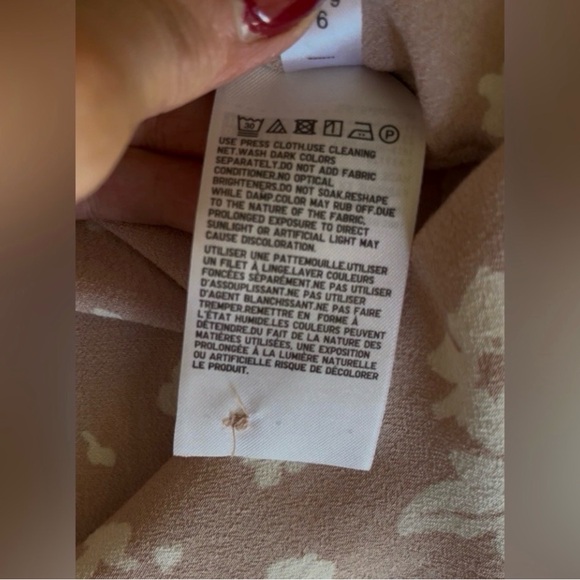 6
30
P
USE PRESS CLOTH.USE CLEANING
NET.WASH DARK COLORS
SEPARATELY.DO NOT ADD FABRIC
CONDITIONER.NO OPTICAL
BRIGHTENERS.DO NOT SOAK.RESHAPE
WHILE DAMP.COLOR MAY RUB OFF.DUE
TO THE NATURE OF THE FABRIC,
PROLONGED EXPOSURE TO DIRECT
SUNLIGHT OR ARTIFICIAL LIGHT MAY
CAUSE DISCOLORATION.
UTILISER UNE PATTEMOUILLE.UTILISER
UN FILET À LINGE.LAVER COULEURS
FONCÉES SÉPARÉMENT.NE PAS UTILISER
D'ASSOUPLISSANT.NE PAS UTILISER
D'AGENT BLANCHISSANT.NE PAS FAIRE
TREMPER.REMETTRE EN FORME À
L'ÉTAT HUMIDE.LES COULEURS PEUVENT
DÉTEINDRE.DU FAIT DE LA NATURE DES
MATIÈRES UTILISÉES, UNE EXPOSITION
PROLONGÉE À LA LUMIÈRE NATURELLE
OU ARTIFICIELLE RISQUE DE DÉCOLORER
LE PRODUIT.